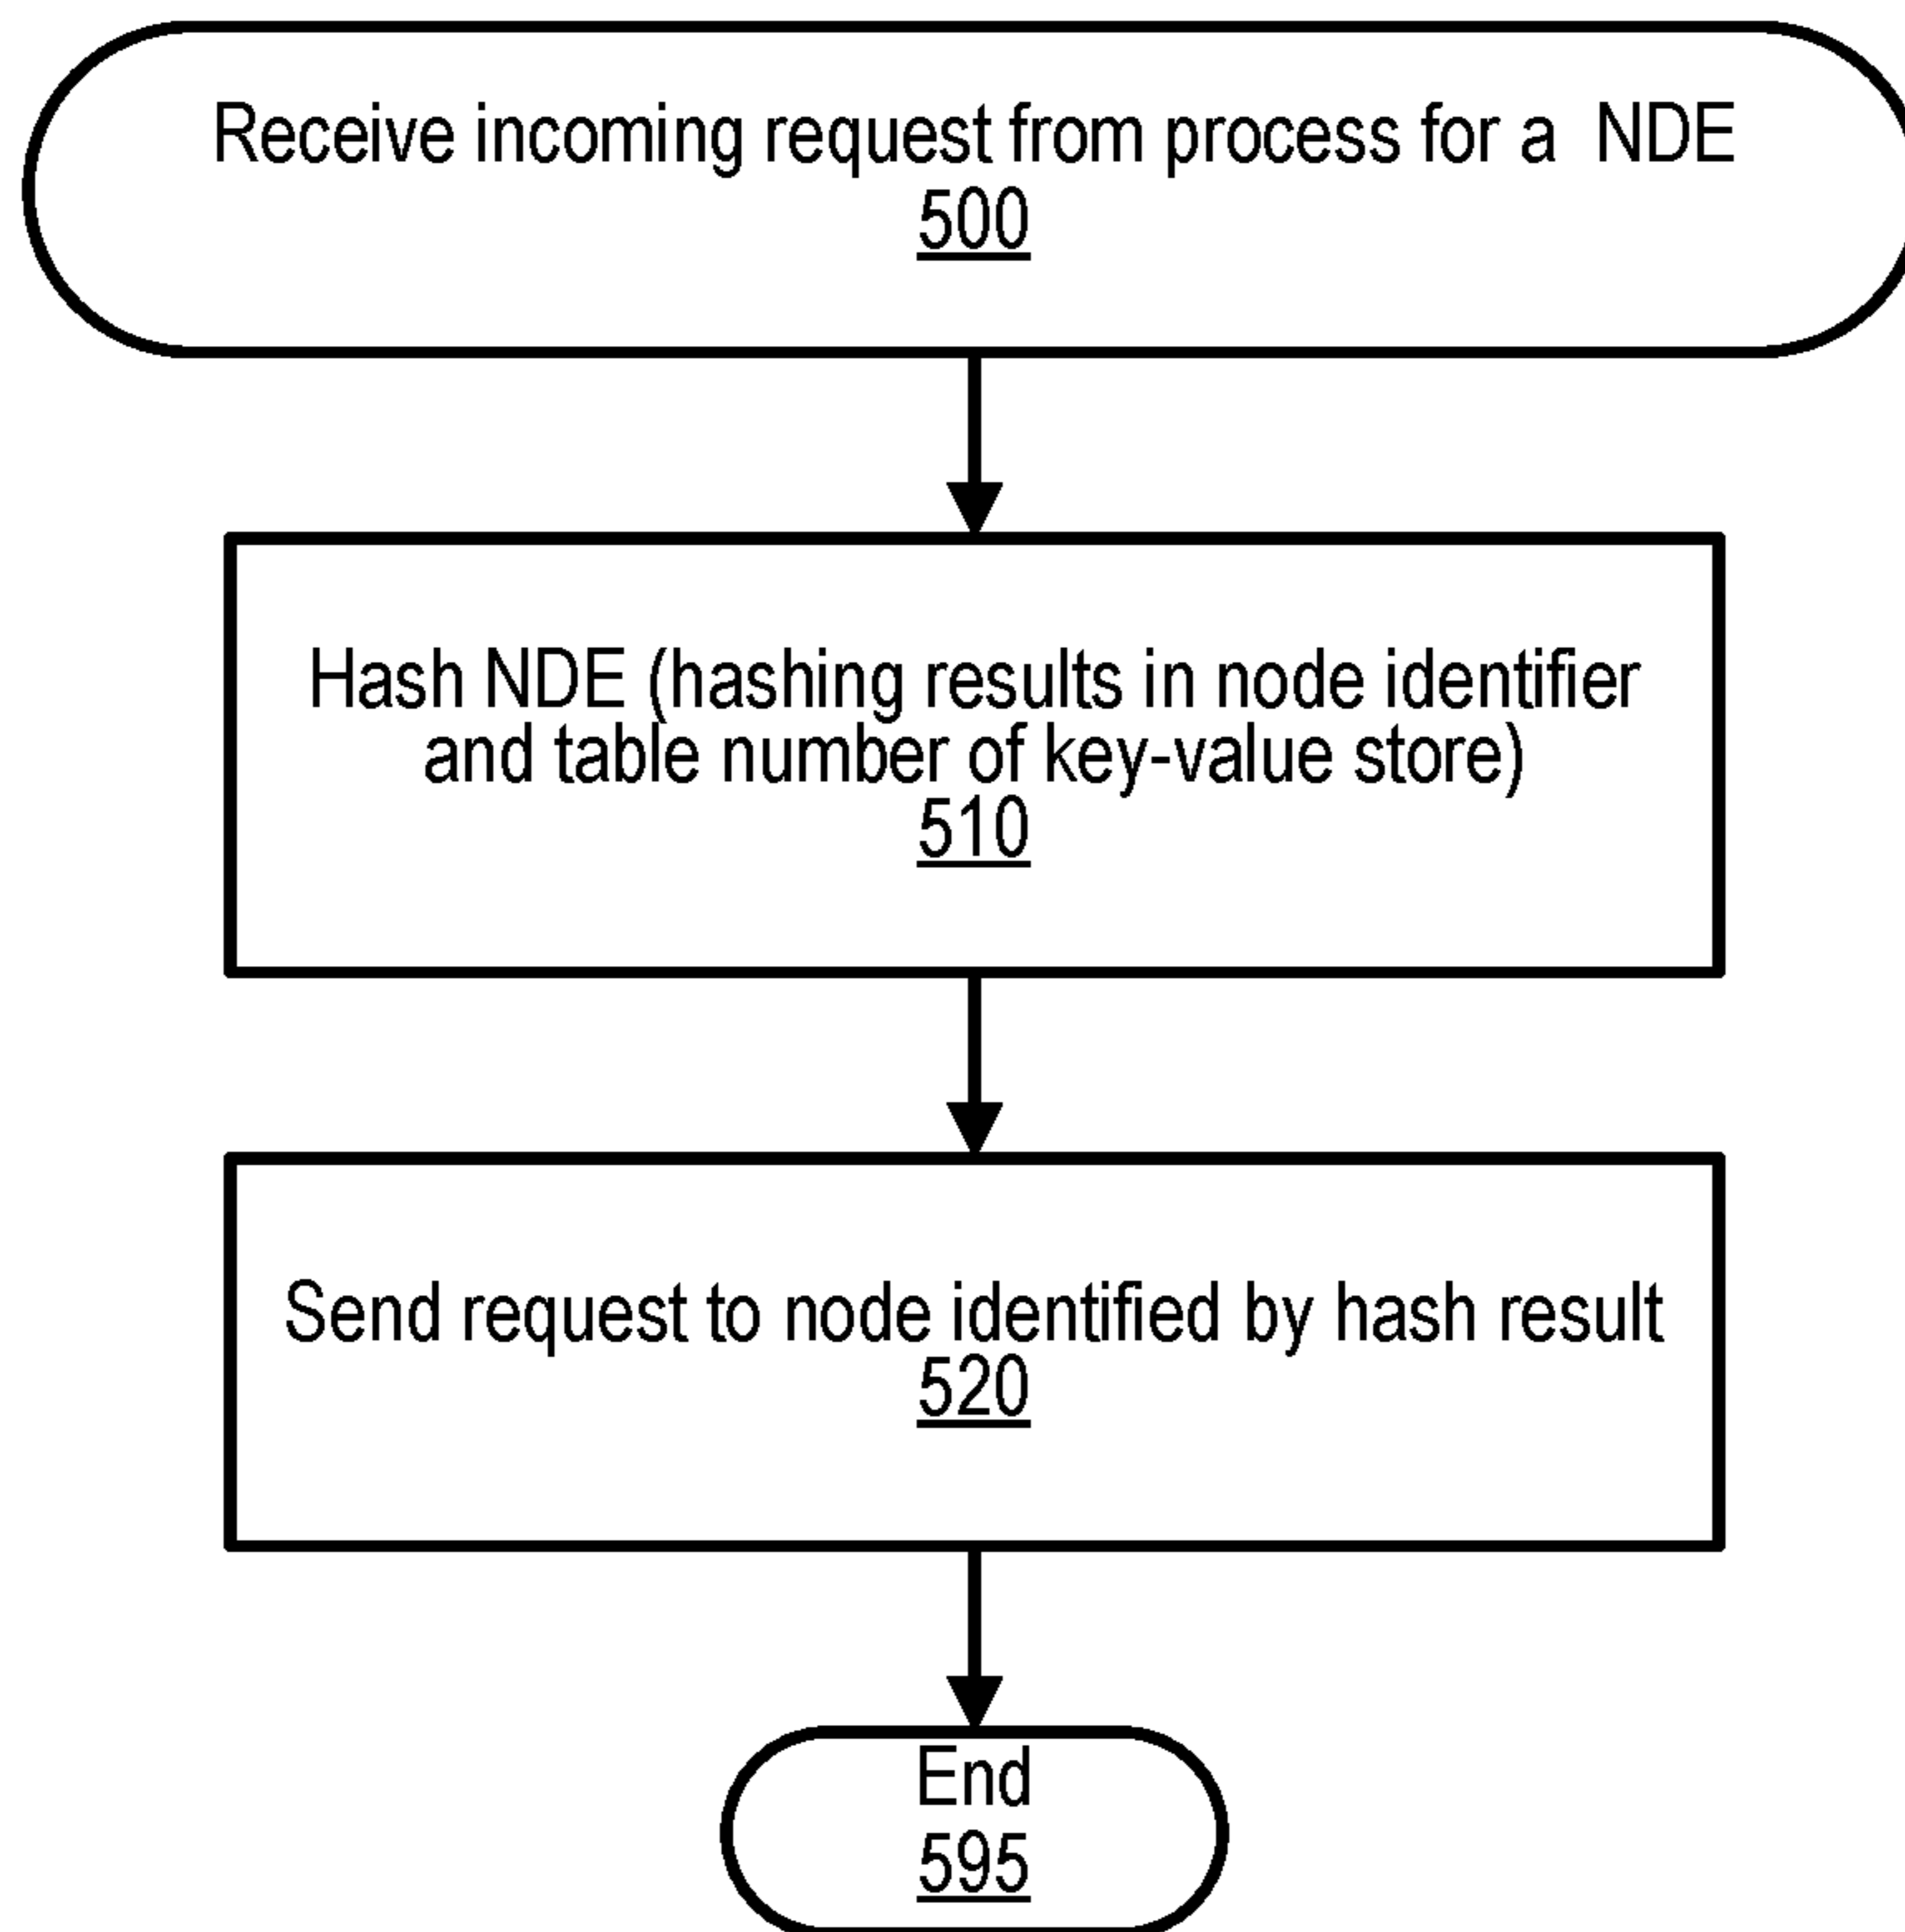 Receive incoming request from process for a NDE
500
Hash NDE (hashing results in node identifier
and table number of key-value store)
510
Send request to node identified by hash result
520
End
595